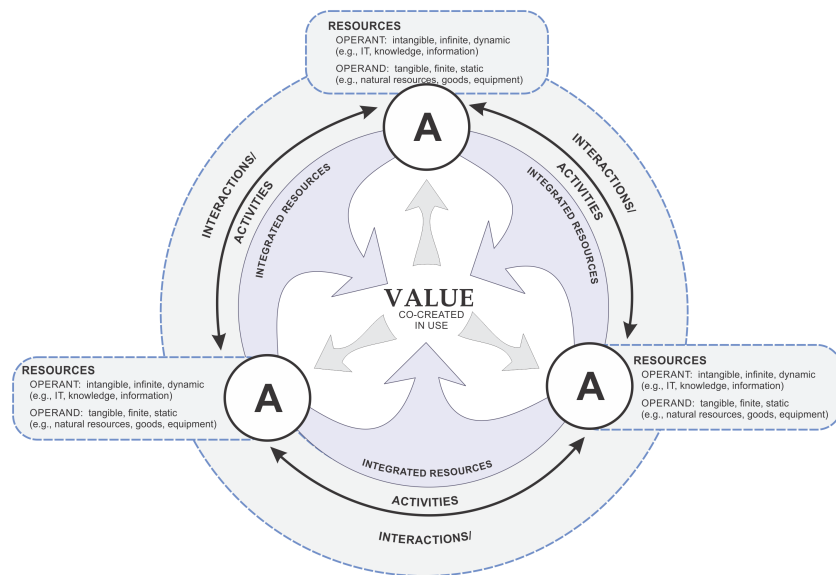 RESOURCES
OPERANT: intangible, infinite, dynamic
(e.g., IT, knowledge, information)
OPERAND: tangible, finite, static
(e.g., natural resources, goods, equipment)
A
INTERACTIONS/
ACTIVITIES
INTEGRATED RESOURCES
INTERACTIONS/
ACTIVITIES
INTEGRATED RESOURCES
VALUE
CO-CREATED
IN USE
RESOURCES
OPERANT: intangible, infinite, dynamic
(e.g., IT, knowledge, information)
OPERAND: tangible, finite, static
(e.g., natural resources, goods, equipment)
A
A
RESOURCES
OPERANT: intangible, infinite, dynamic
(e.g., IT, knowledge, information)
OPERAND: tangible, finite, static
(e.g., natural resources, goods, equipment)
INTEGRATED RESOURCES
ACTIVITIES
INTERACTIONS/